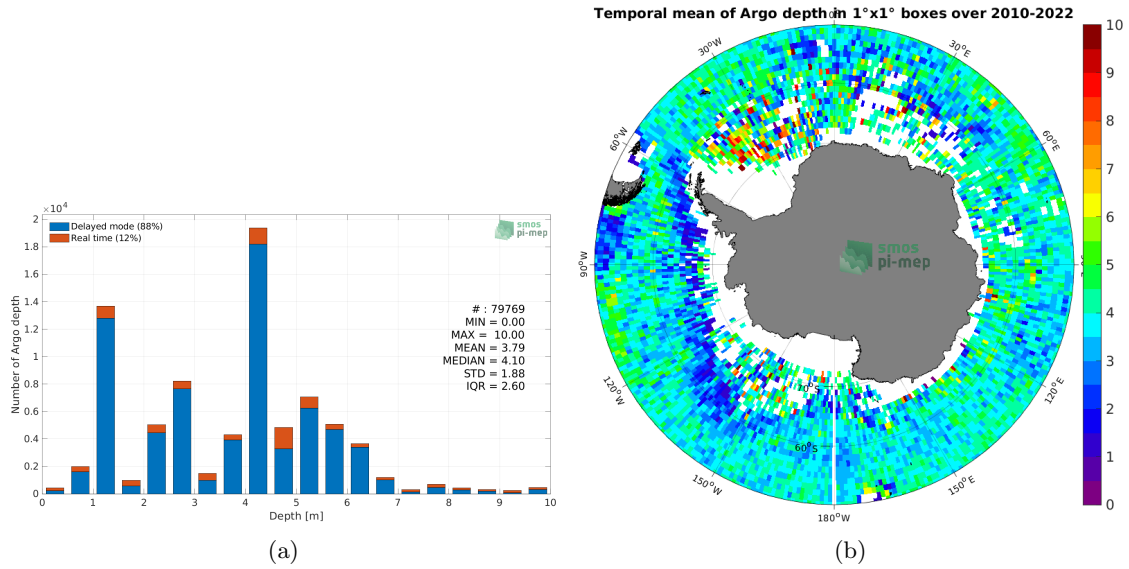 Temporal mean of Argo depth in 1°x1° boxes over 2010-2022
×10⁴
2
1.8
1.6
1.4
1.2
1
0.8
0.6
0.4
0.2
0
Number of Argo depth
Delayed mode (88%)
Real time (12%)
smos
pi-mep
# : 79769
MIN = 0.00
MAX = 10.00
MEAN = 3.79
MEDIAN = 4.10
STD = 1.88
IQR = 2.60
1 2 3 4 5 6 7 8 9 10
Depth [m]
30°W
30°E
60°W
60°E
90°W
120°W
120°E
150°W
150°E
180°W
70°S
60°S
smos
pi-mep
10
9
8
7
6
5
4
3
2
1
0
(a)
(b)